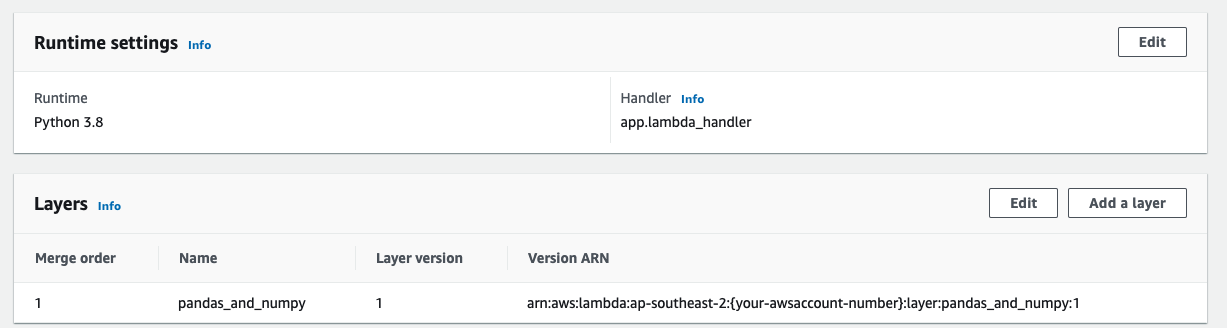 Runtime settings Info Edit
Runtime Handler Info
Python 3.8 app.lambda_handler
Layers Info Edit Add a layer
Merge order Name Layer version Version ARN
1 pandas_and_numpy 1 arn:aws:lambda:ap-southeast-2:{your-awsaccount-number}:layer:pandas_and_numpy:1